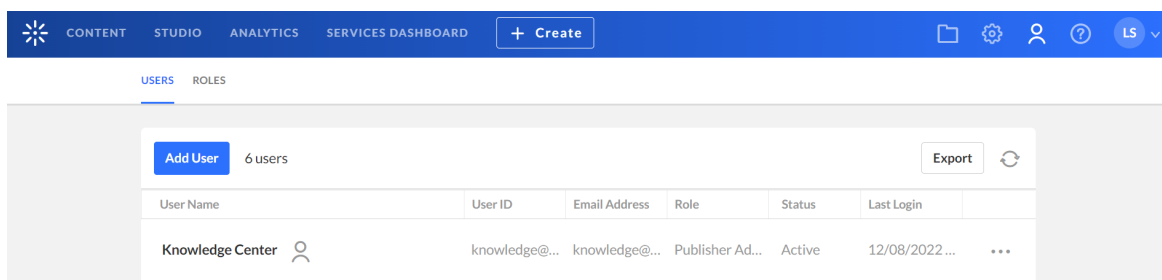 CONTENT STUDIO ANALYTICS SERVICES DASHBOARD + Create ? LS
USERS ROLES
Add User 6 users Export
User Name User ID Email Address Role Status Last Login
Knowledge Center knowledge@... knowledge@... Publisher Ad... Active 12/08/2022 ... ...